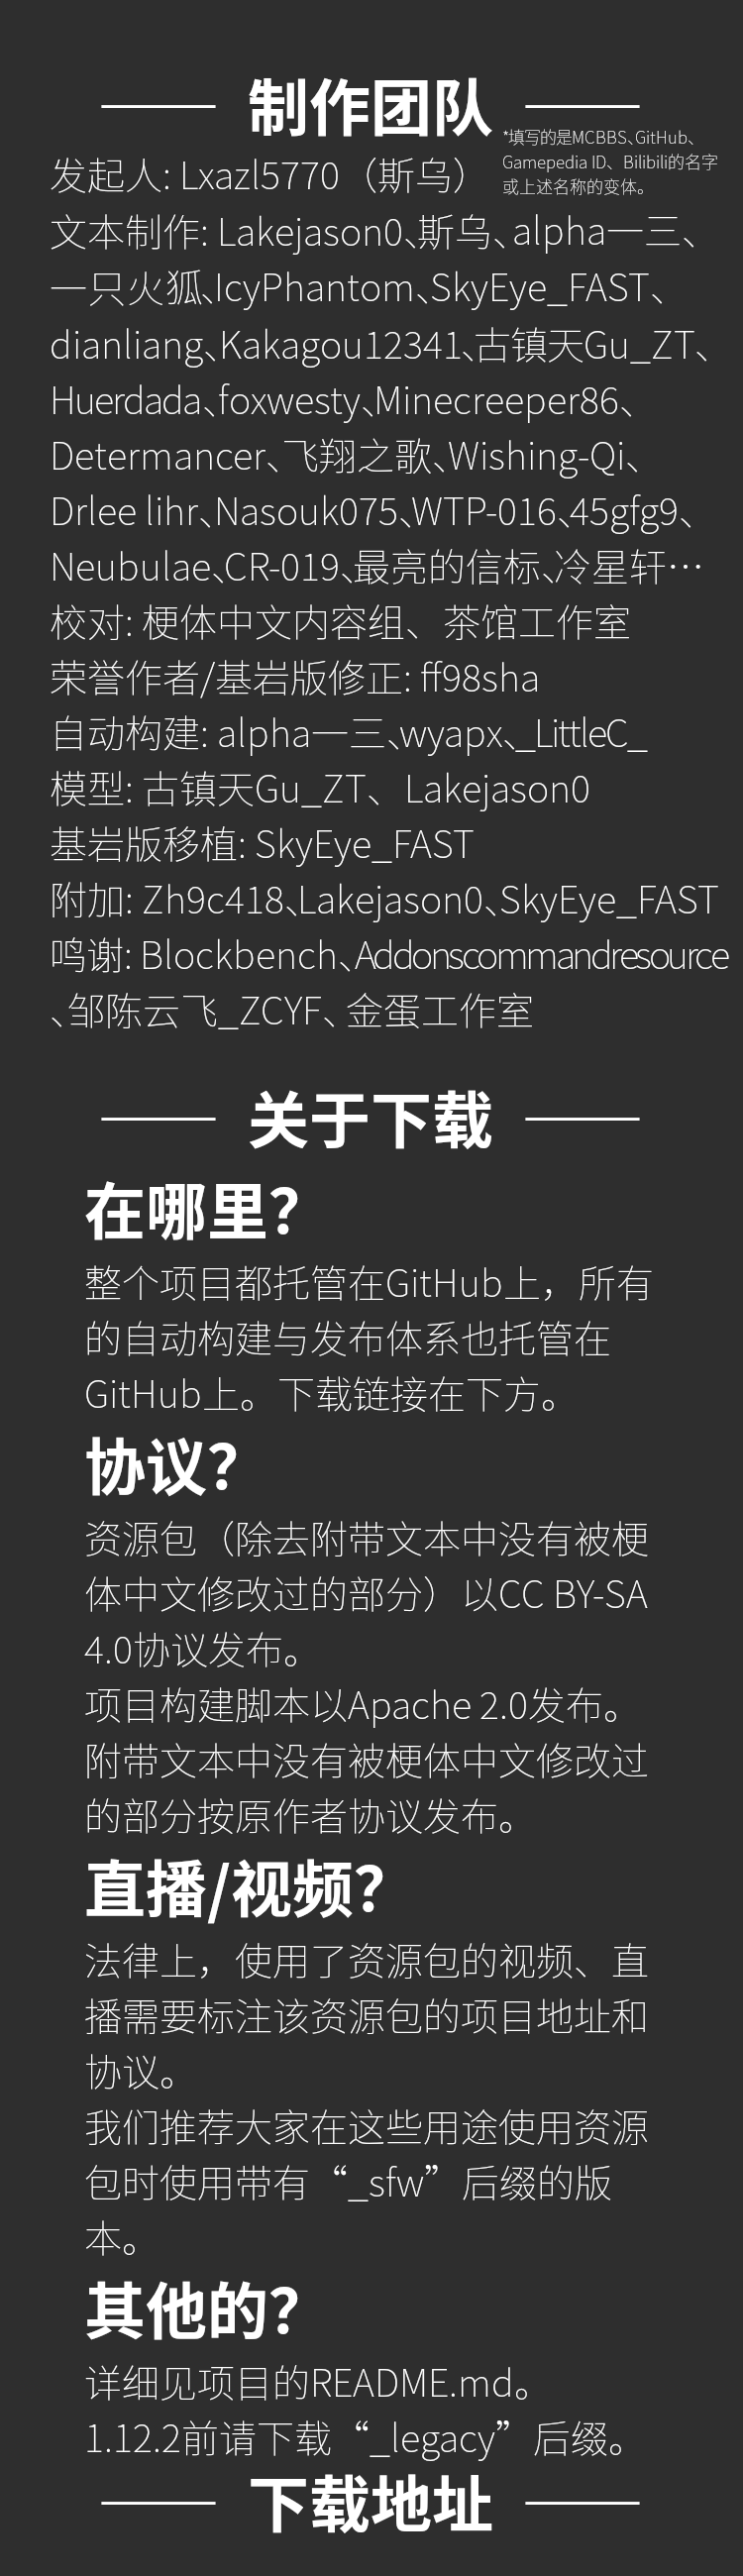 制作团队
*填写的是MCBBS、GitHub、
Gamepedia ID、Bilibili的名字
或上述名称的变体。
发起人: Lxazl5770（斯乌）
文本制作: Lakejason0、斯乌、alpha一三、
一只火狐、IcyPhantom、SkyEye_FAST、
dianliang、Kakagou12341、古镇天Gu_ZT、
Huerdada、foxwesty、Minecreeper86、
Determancer、飞翔之歌、Wishing-Qi、
Drlee lihr、Nasouk075、WTP-016、45gfg9、
Neubulae、CR-019、最亮的信标、冷星轩…
校对: 梗体中文内容组、茶馆工作室
荣誉作者/基岩版修正: ff98sha
自动构建: alpha一三、wyapx、_LittleC_
模型: 古镇天Gu_ZT、Lakejason0
基岩版移植: SkyEye_FAST
附加: Zh9c418、Lakejason0、SkyEye_FAST
鸣谢: Blockbench、Addonscommandresource
、邹陈云飞_ZCYF、金蛋工作室
关于下载
在哪里？
整个项目都托管在GitHub上，所有
的自动构建与发布体系也托管在
GitHub上。下载链接在下方。
协议？
资源包（除去附带文本中没有被梗
体中文修改过的部分）以CC BY-SA
4.0协议发布。
项目构建脚本以Apache 2.0发布。
附带文本中没有被梗体中文修改过
的部分按原作者协议发布。
直播/视频？
法律上，使用了资源包的视频、直
播需要标注该资源包的项目地址和
协议。
我们推荐大家在这些用途使用资源
包时使用带有“_sfw”后缀的版
本。
其他的？
详细见项目的README.md。
1.12.2前请下载“_legacy”后缀。
下载地址